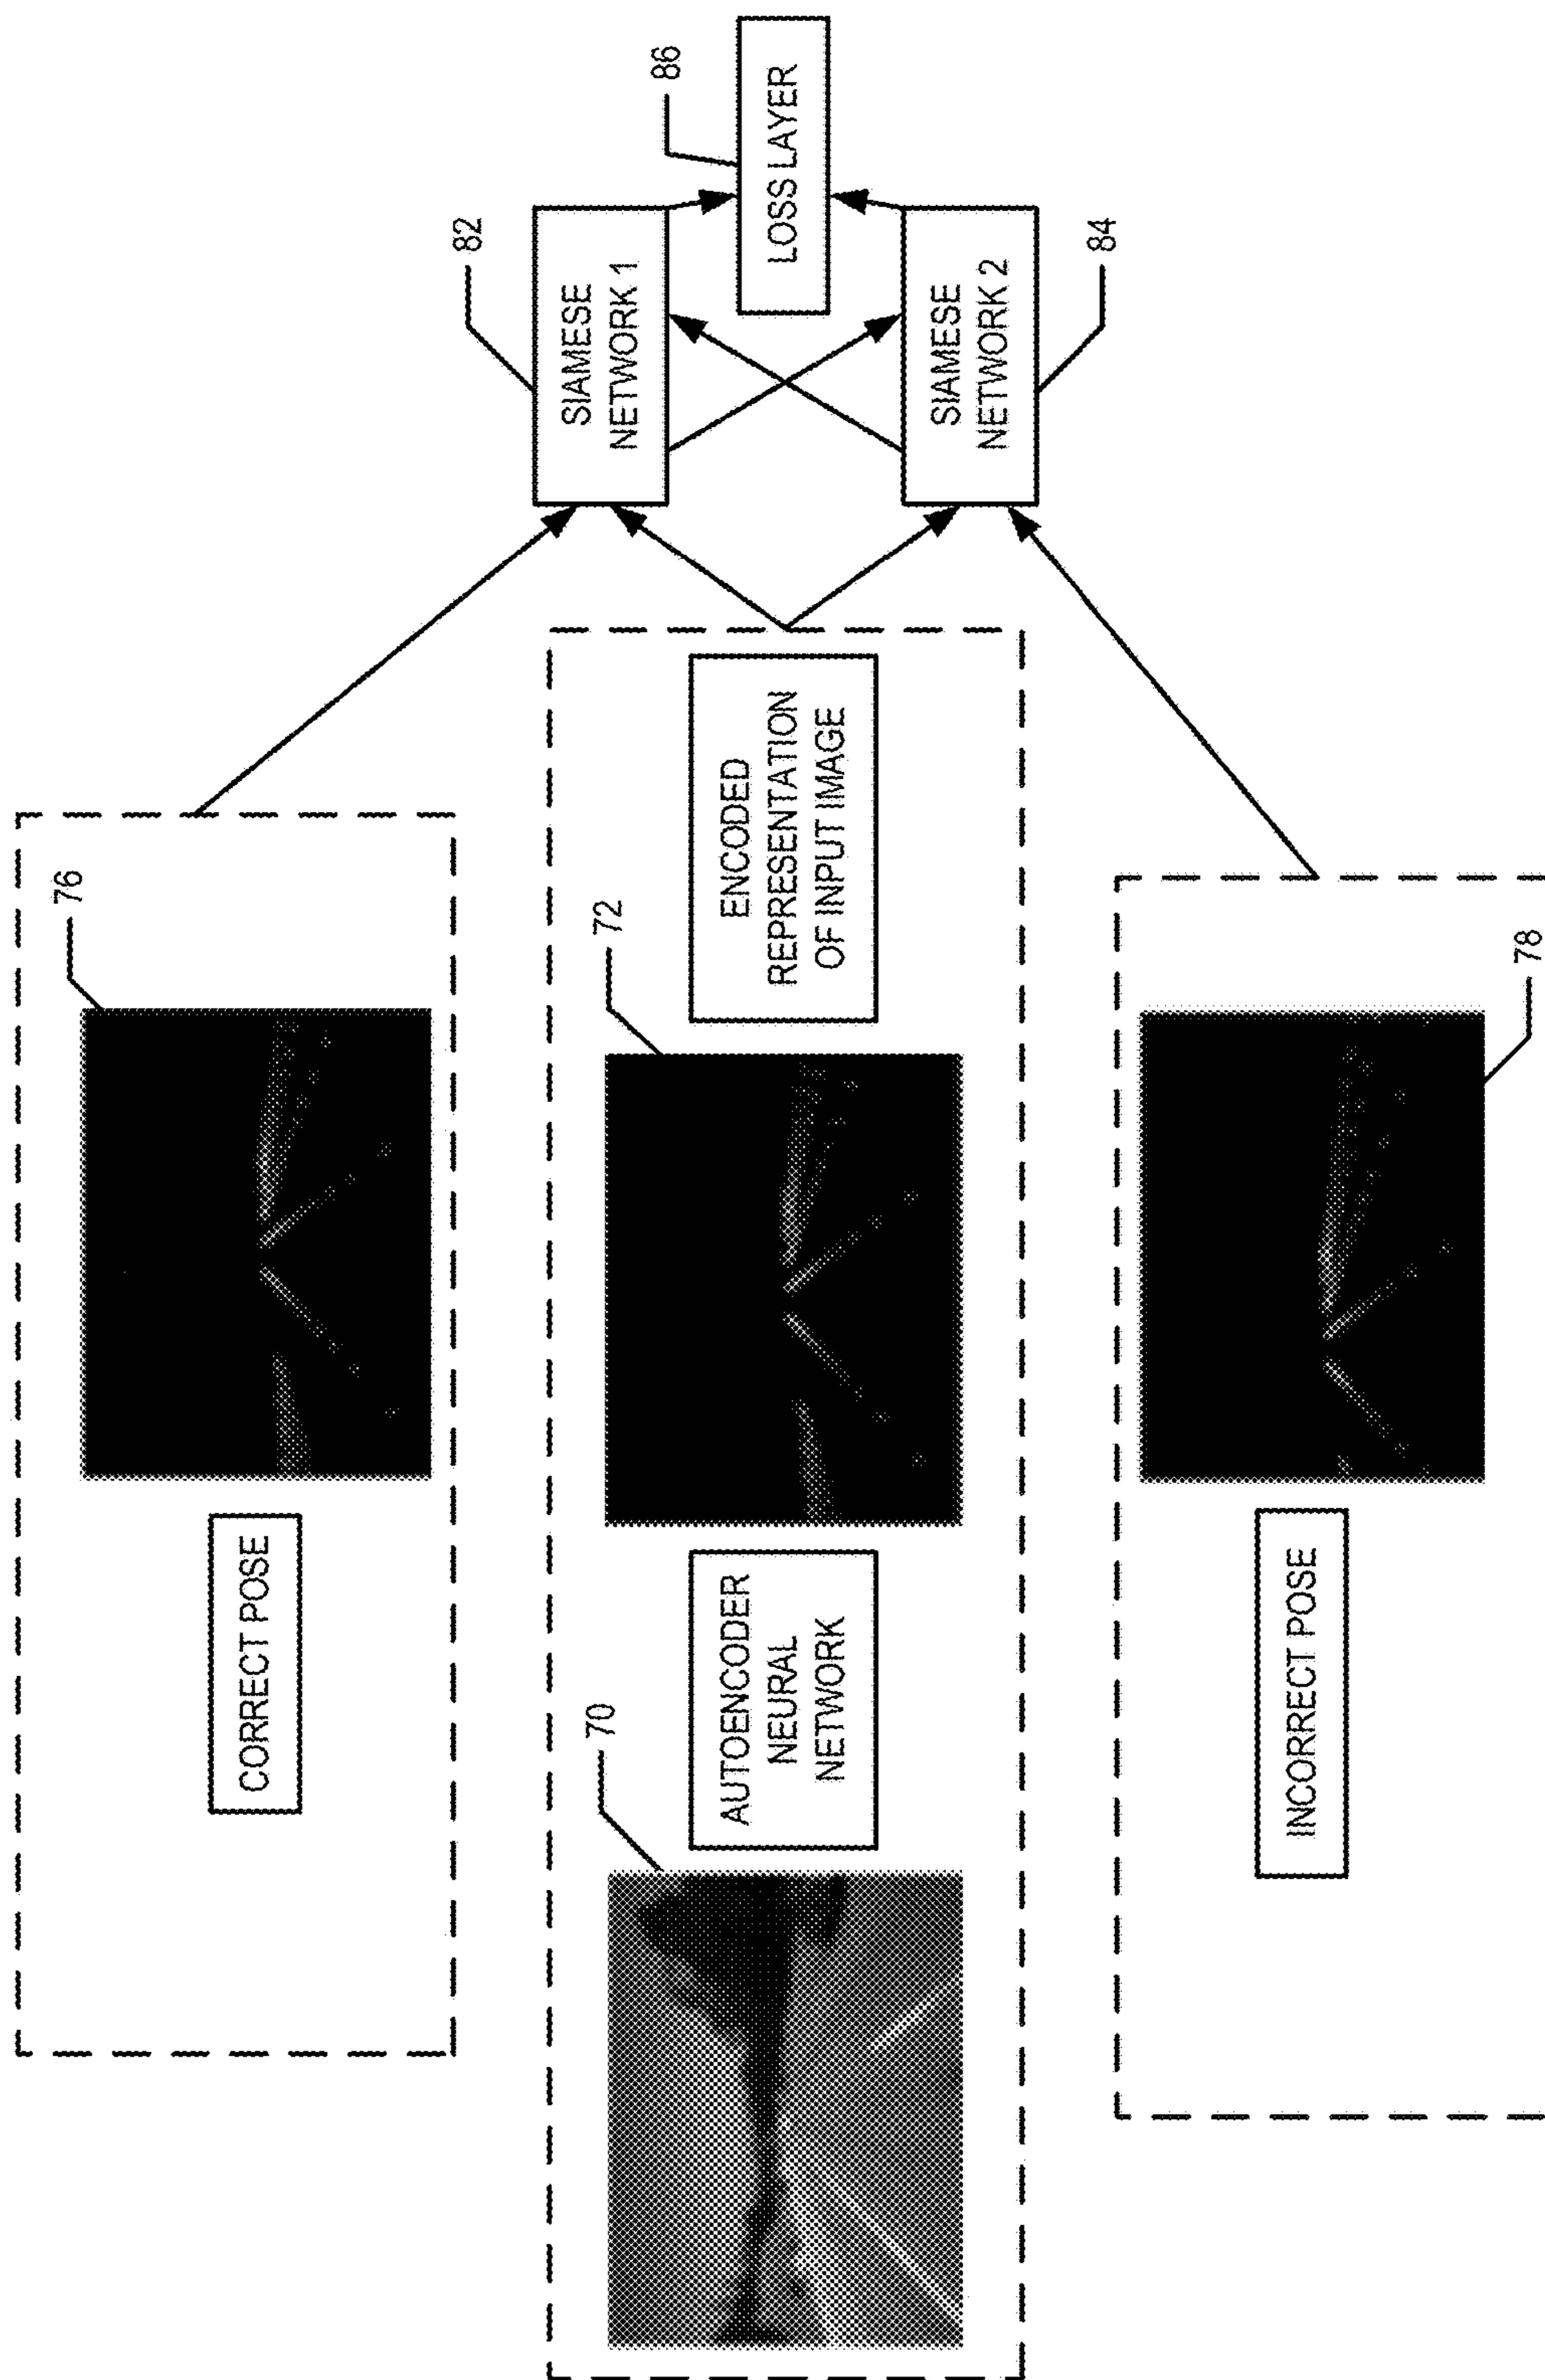 CORRECT POSE
76
70
AUTOENCODER
NEURAL
NETWORK
72
ENCODED
REPRESENTATION
OF INPUT IMAGE
INCORRECT POSE
78
82
SIAMESE
NETWORK 1
SIAMESE
NETWORK 2
84
86
LOSS LAYER